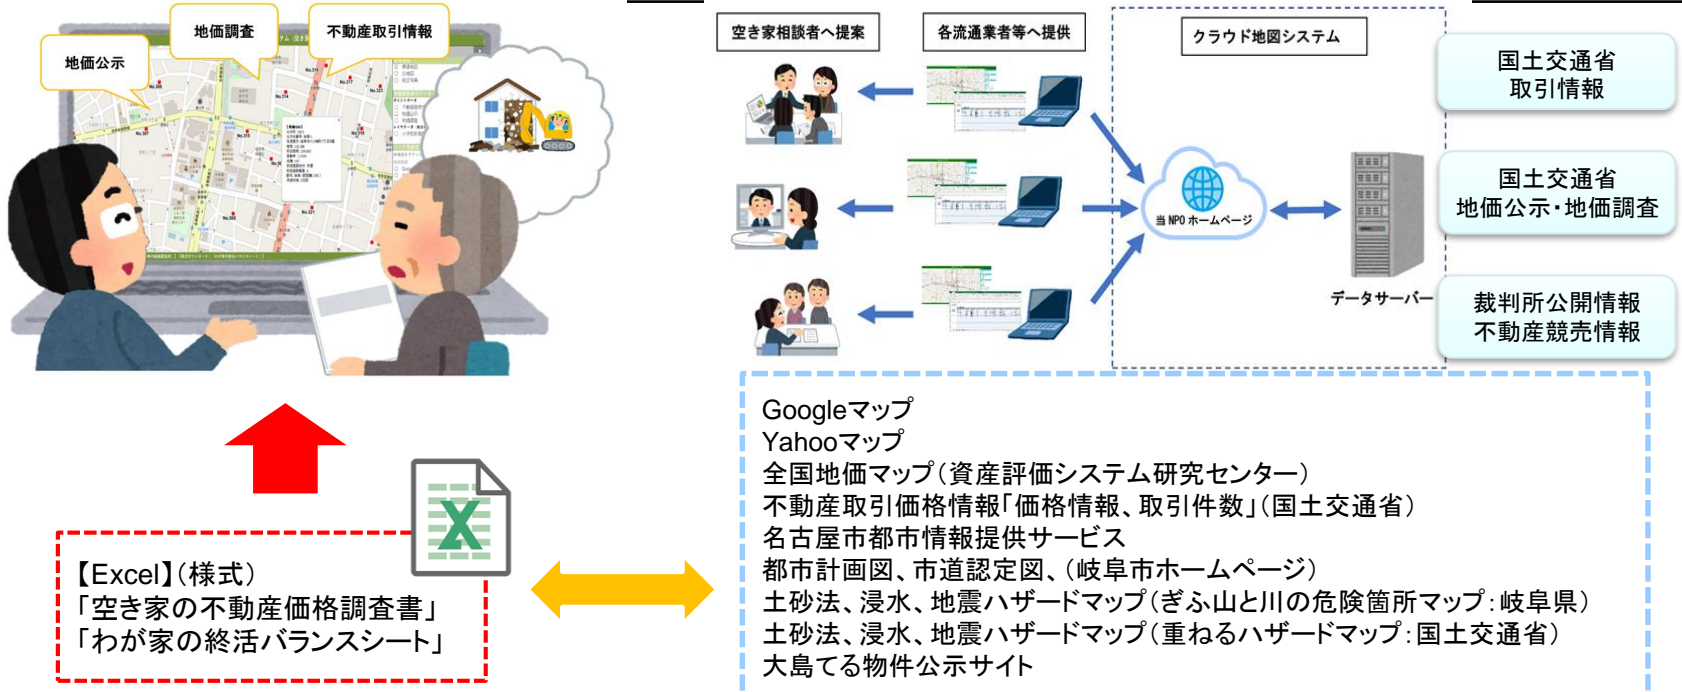 地価公示
地価調査
不動産取引情報
空き家相談者へ提案
各流通業者等へ提供
クラウド地図システム
当NPOホームページ
データサーバー
国土交通省
取引情報
国土交通省
地価公示・地価調査
裁判所公開情報
不動産競売情報
【Excel】(様式)
「空き家の不動産価格調査書」
「わが家の終活バランスシート」
Googleマップ
Yahooマップ
全国地価マップ(資産評価システム研究センター)
不動産取引価格情報「価格情報、取引件数」(国土交通省)
名古屋市都市情報提供サービス
都市計画図、市道認定図、(岐阜市ホームページ)
土砂法、浸水、地震ハザードマップ(ぎふ山と川の危険箇所マップ:岐阜県)
土砂法、浸水、地震ハザードマップ(重ねるハザードマップ:国土交通省)
大島てる物件公示サイト